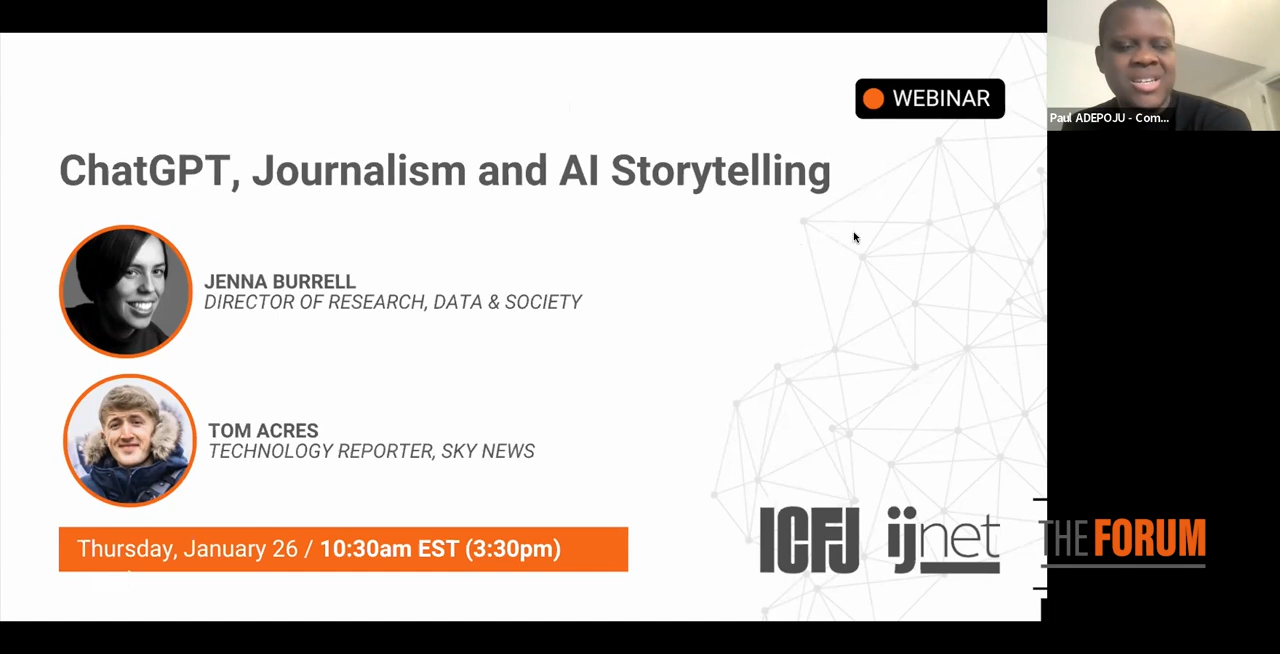 WEBINAR
Paul ADEPOJU - Com...
ChatGPT, Journalism and AI Storytelling
JENNA BURRELL
DIRECTOR OF RESEARCH, DATA & SOCIETY
TOM ACRES
TECHNOLOGY REPORTER, SKY NEWS
Thursday, January 26 / 10:30am EST (3:30pm)
ICFJ
ijnet
THE FORUM